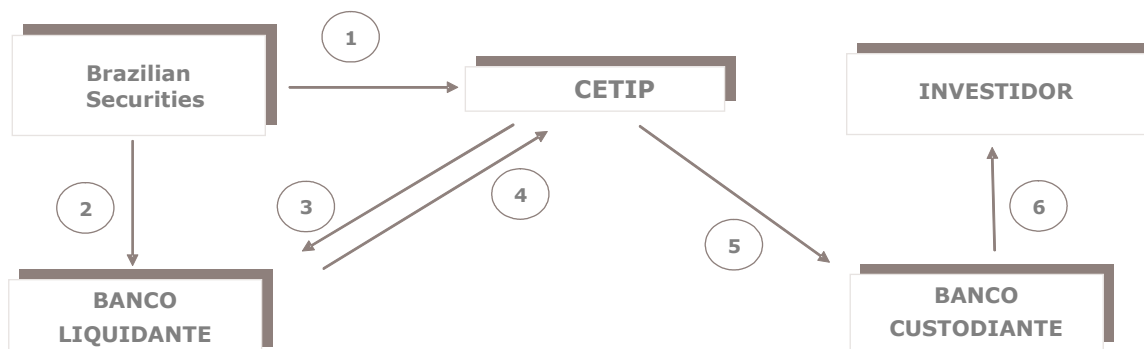 1
Brazilian
Securities
CETIP
INVESTIDOR
2
3
4
5
6
BANCO
LIQUIDANTE
BANCO
CUSTODIANTE